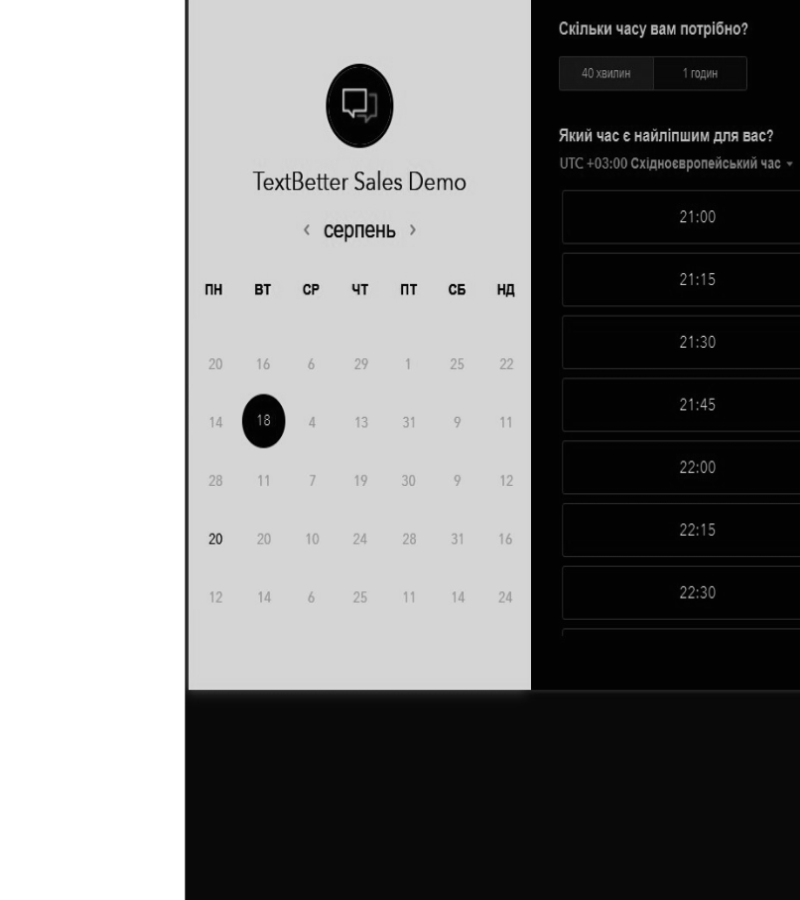 TextBetter Sales Demo
‹ серпень ›
ПН ВТ СР ЧТ ПТ СБ НД
20 16 6 29 1 25 22
14 18 4 13 31 9 11
28 11 7 19 30 9 12
20 20 10 24 28 31 16
12 14 6 25 11 14 24
Скільки часу вам потрібно?
40 хвилин 1 годин
Який час є найліпшим для вас?
UTC +03:00 Східноєвропейський час
21:00
21:15
21:30
21:45
22:00
22:15
22:30